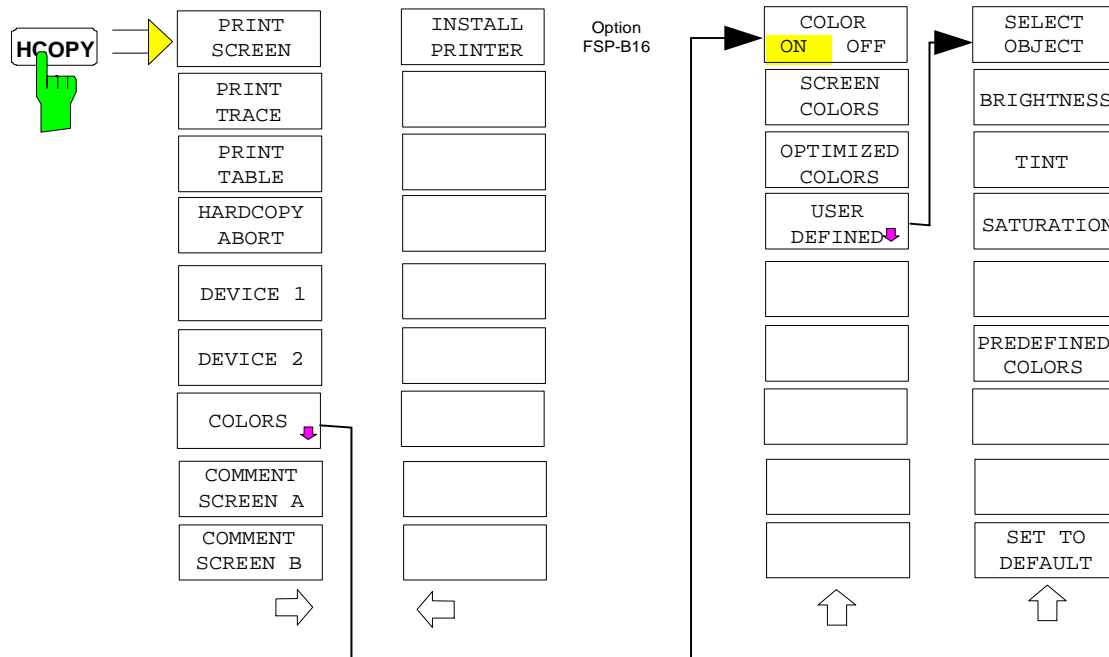 HCOPY
PRINT
SCREEN
PRINT
TRACE
PRINT
TABLE
HARDCOPY
ABORT
DEVICE 1
DEVICE 2
COLORS
COMMENT
SCREEN A
COMMENT
SCREEN B
INSTALL
PRINTER
Option
FSP-B16
COLOR
ON OFF
SCREEN
COLORS
OPTIMIZED
COLORS
USER
DEFINED
SELECT
OBJECT
BRIGHTNESS
TINT
SATURATION
PREDEFINED
COLORS
SET TO
DEFAULT